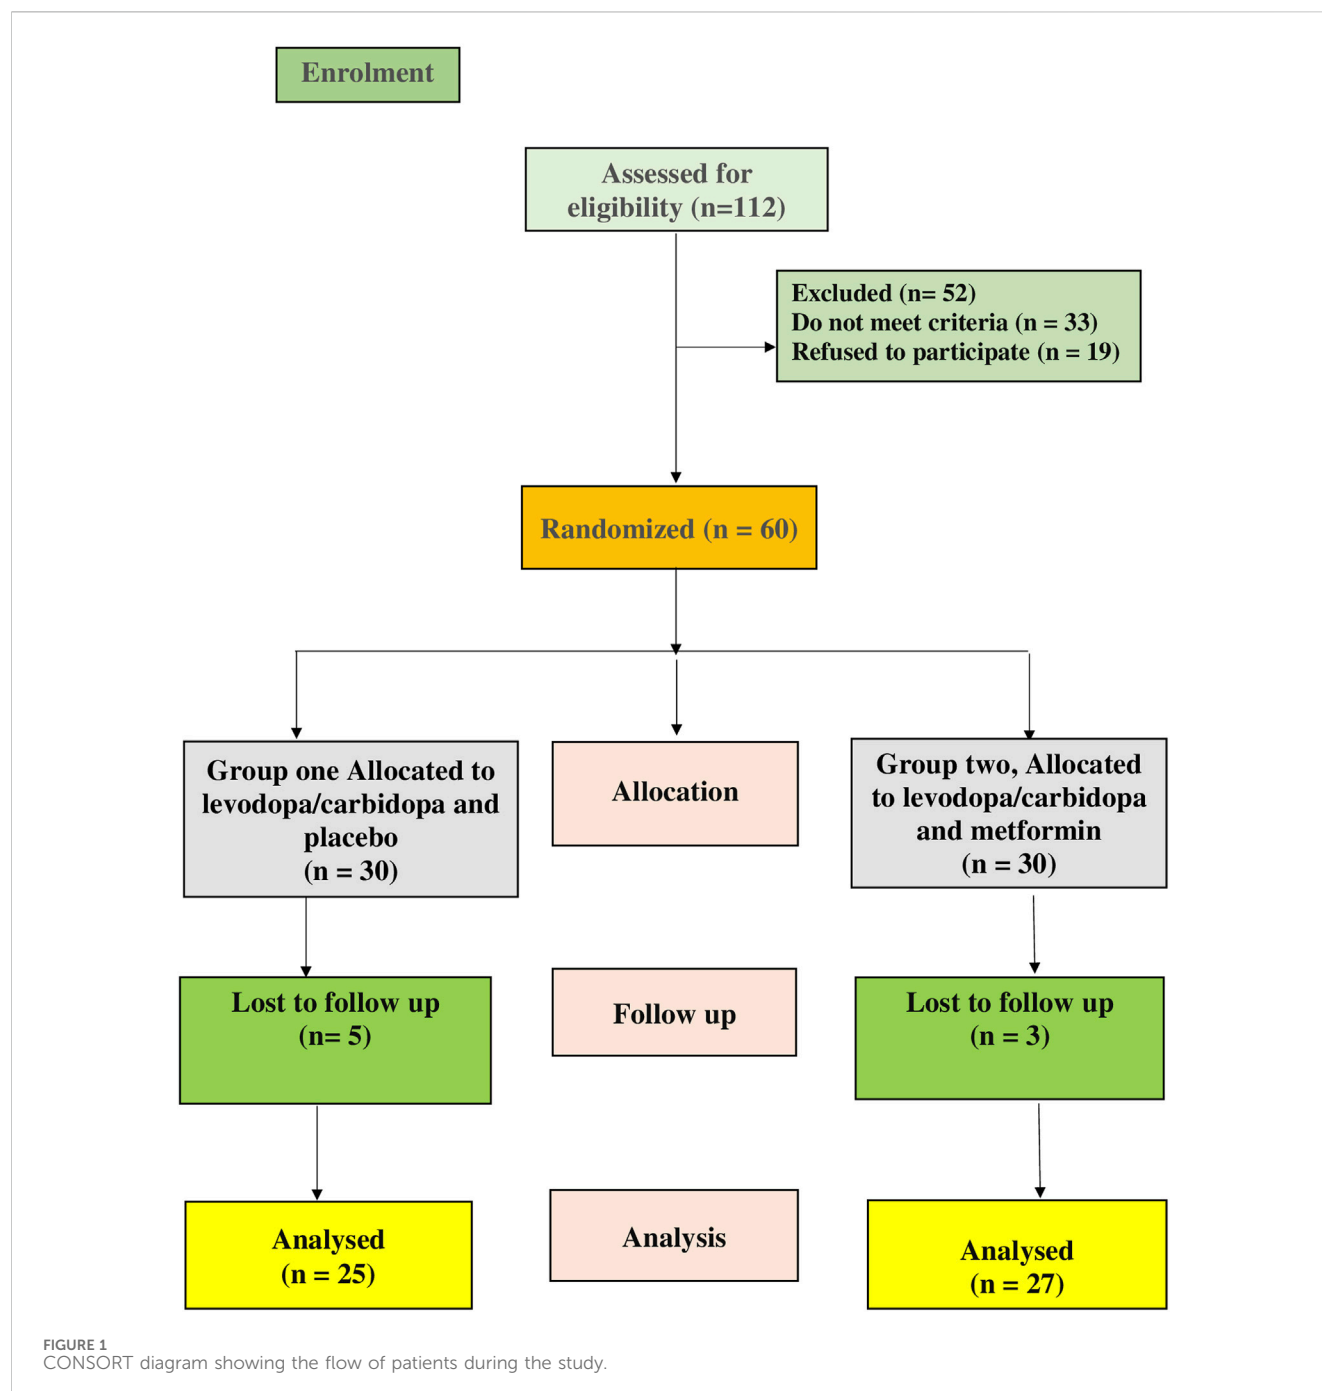 Enrolment
Assessed for
eligibility (n=112)
Excluded (n= 52)
Do not meet criteria (n = 33)
Refused to participate (n = 19)
Randomized (n = 60)
Group one Allocated to
levodopa/carbidopa and
placebo
(n = 30)
Allocation
Group two, Allocated
to levodopa/carbidopa
and metformin
(n = 30)
Lost to follow up
(n= 5)
Follow up
Lost to follow up
(n = 3)
Analysed
(n = 25)
Analysis
Analysed
(n = 27)
FIGURE 1
CONSORT diagram showing the flow of patients during the study.